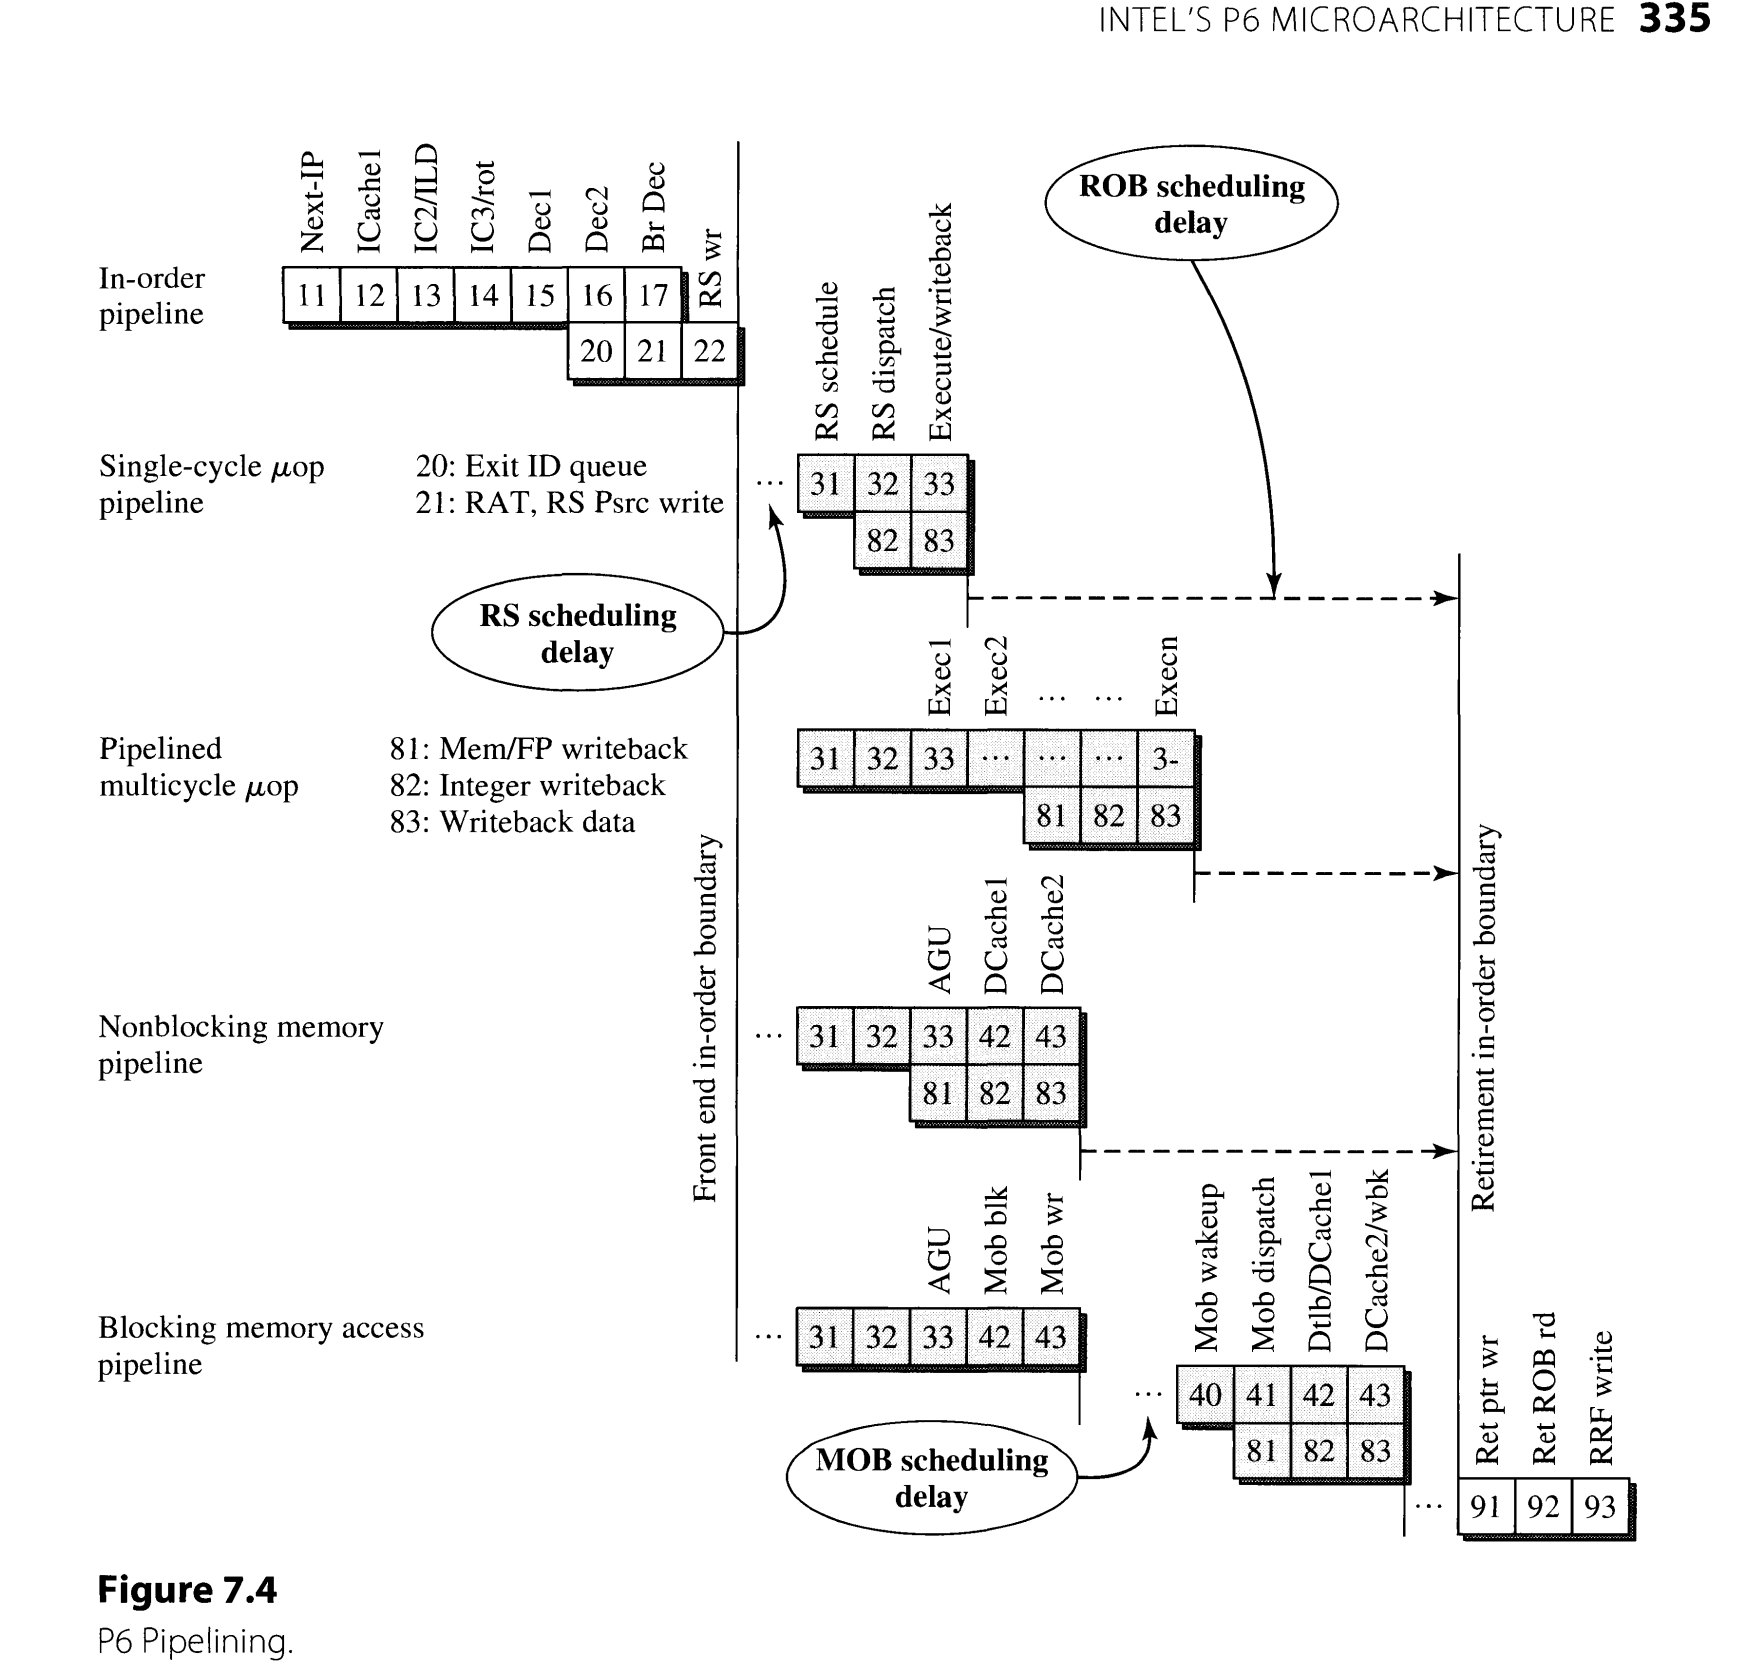 INTEL'S P6 MICROARCHITECTURE 335
Next-IP
ICache1
IC2/ILD
IC3/rot
Dec1
Dec2
Br Dec
RS wr
In-order
pipeline
11 12 13 14 15 16 17
20 21 22
ROB scheduling
delay
RS schedule
RS dispatch
Execute/writeback
Single-cycle μop
pipeline
20: Exit ID queue
21: RAT, RS Psrc write
... 31 32 33
82 83
RS scheduling
delay
Exec1
Exec2
...
...
Execn
Pipelined
multicycle μop
81: Mem/FP writeback
82: Integer writeback
83: Writeback data
31 32 33 ... ... ... 3-
81 82 83
Front end in-order boundary
Retirement in-order boundary
AGU
DCache1
DCache2
Nonblocking memory
pipeline
... 31 32 33 42 43
81 82 83
AGU
Mob blk
Mob wr
Blocking memory access
pipeline
... 31 32 33 42 43
Mob wakeup
Mob dispatch
Dtlb/DCache1
DCache2/wbk
... 40 41 42 43
81 82 83
MOB scheduling
delay
Ret ptr wr
Ret ROB rd
RRF write
... 91 92 93
Figure 7.4
P6 Pipelining.